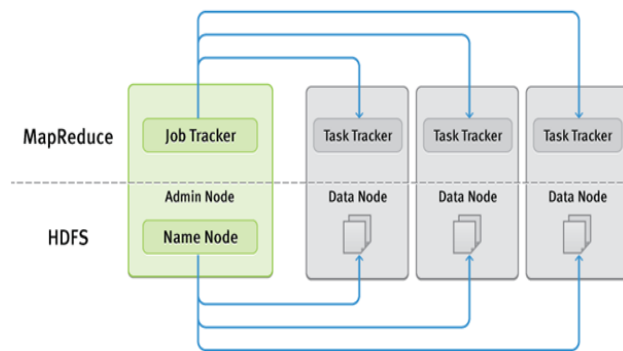 MapReduce
Job Tracker
Task Tracker
Task Tracker
Task Tracker
Admin Node
Data Node
Data Node
Data Node
HDFS
Name Node